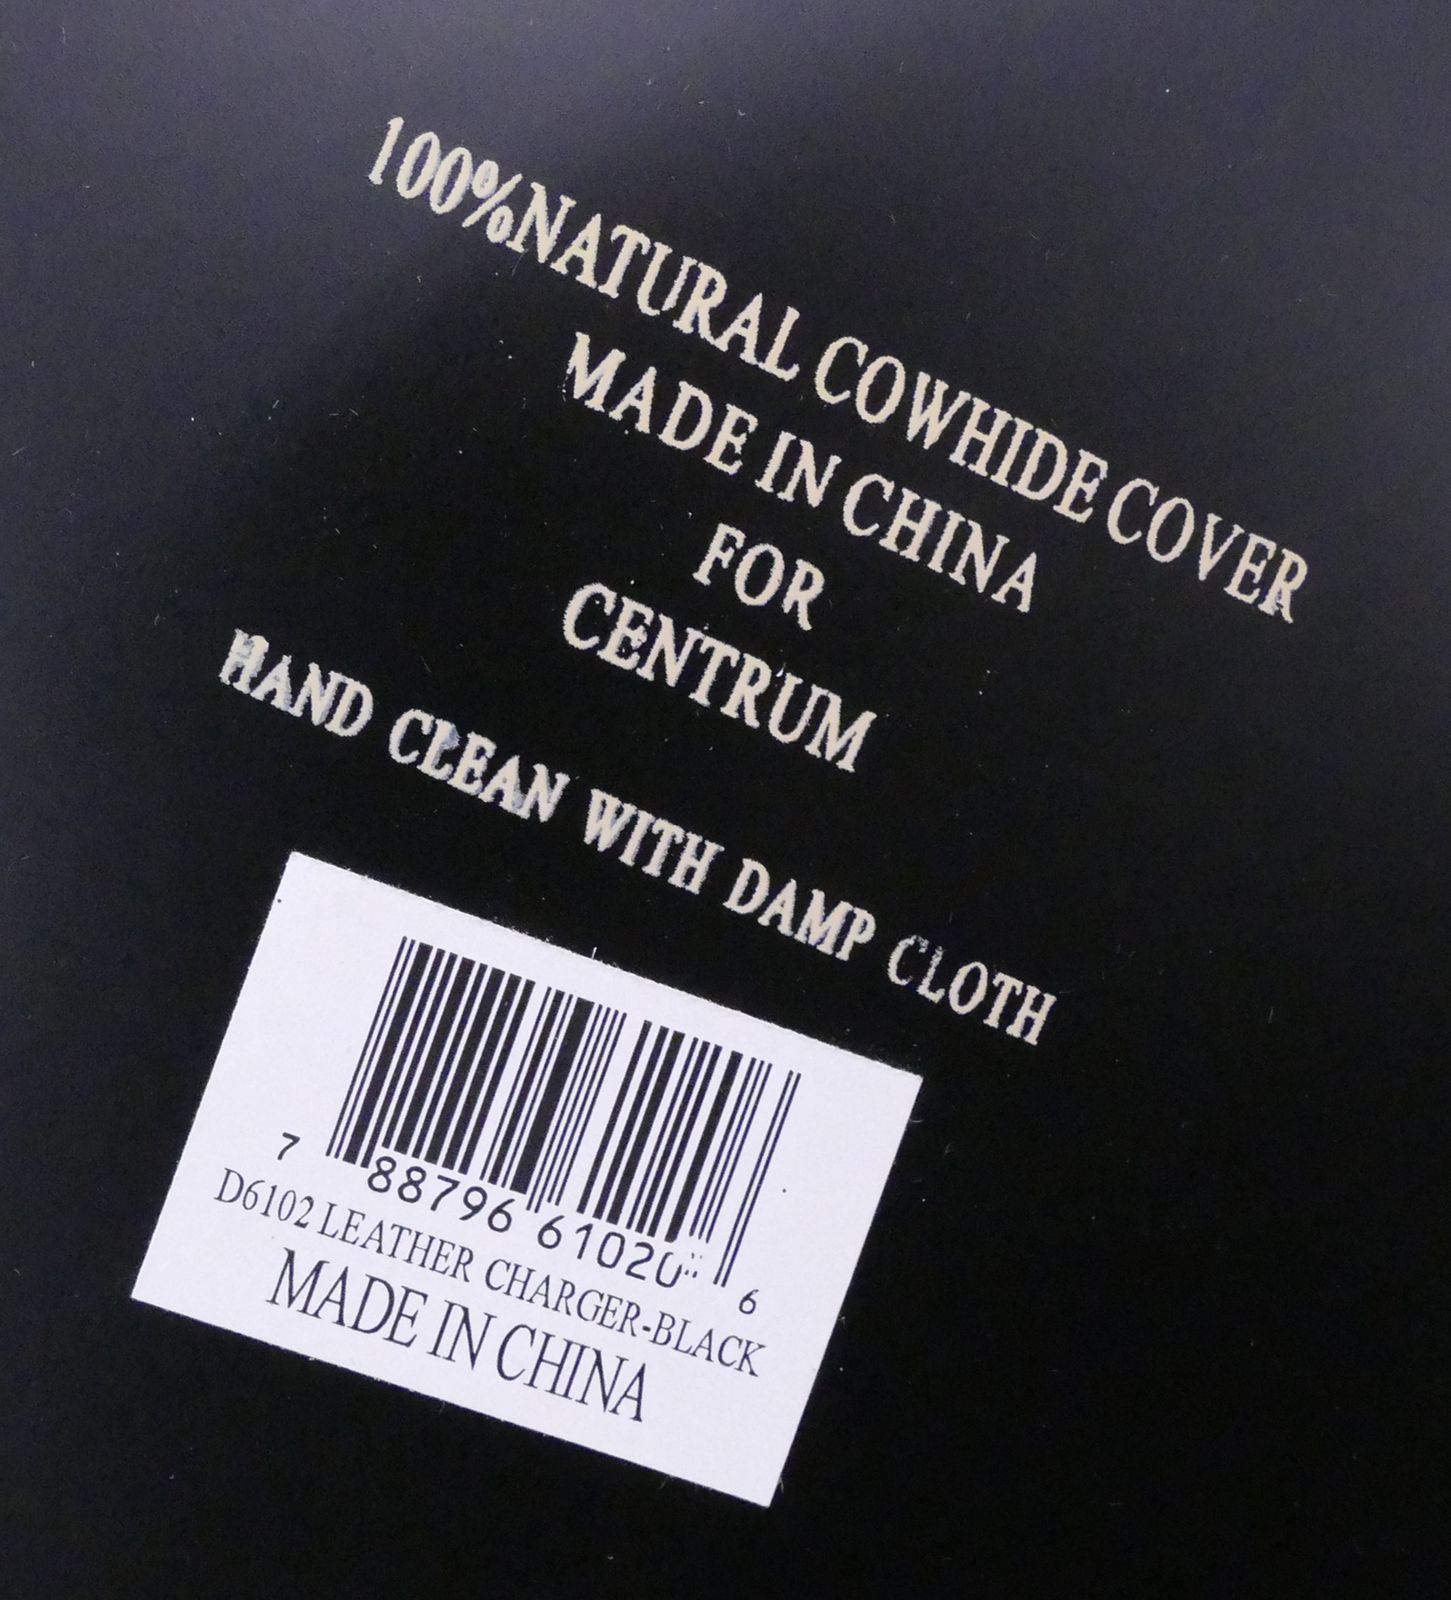 100%NATURAL COWHIDE COVER
MADE IN CHINA
FOR
CENTRUM
HAND CLEAN WITH DAMP CLOTH
7 88796 61020 6
D6102 LEATHER CHARGER-BLACK
MADE IN CHINA